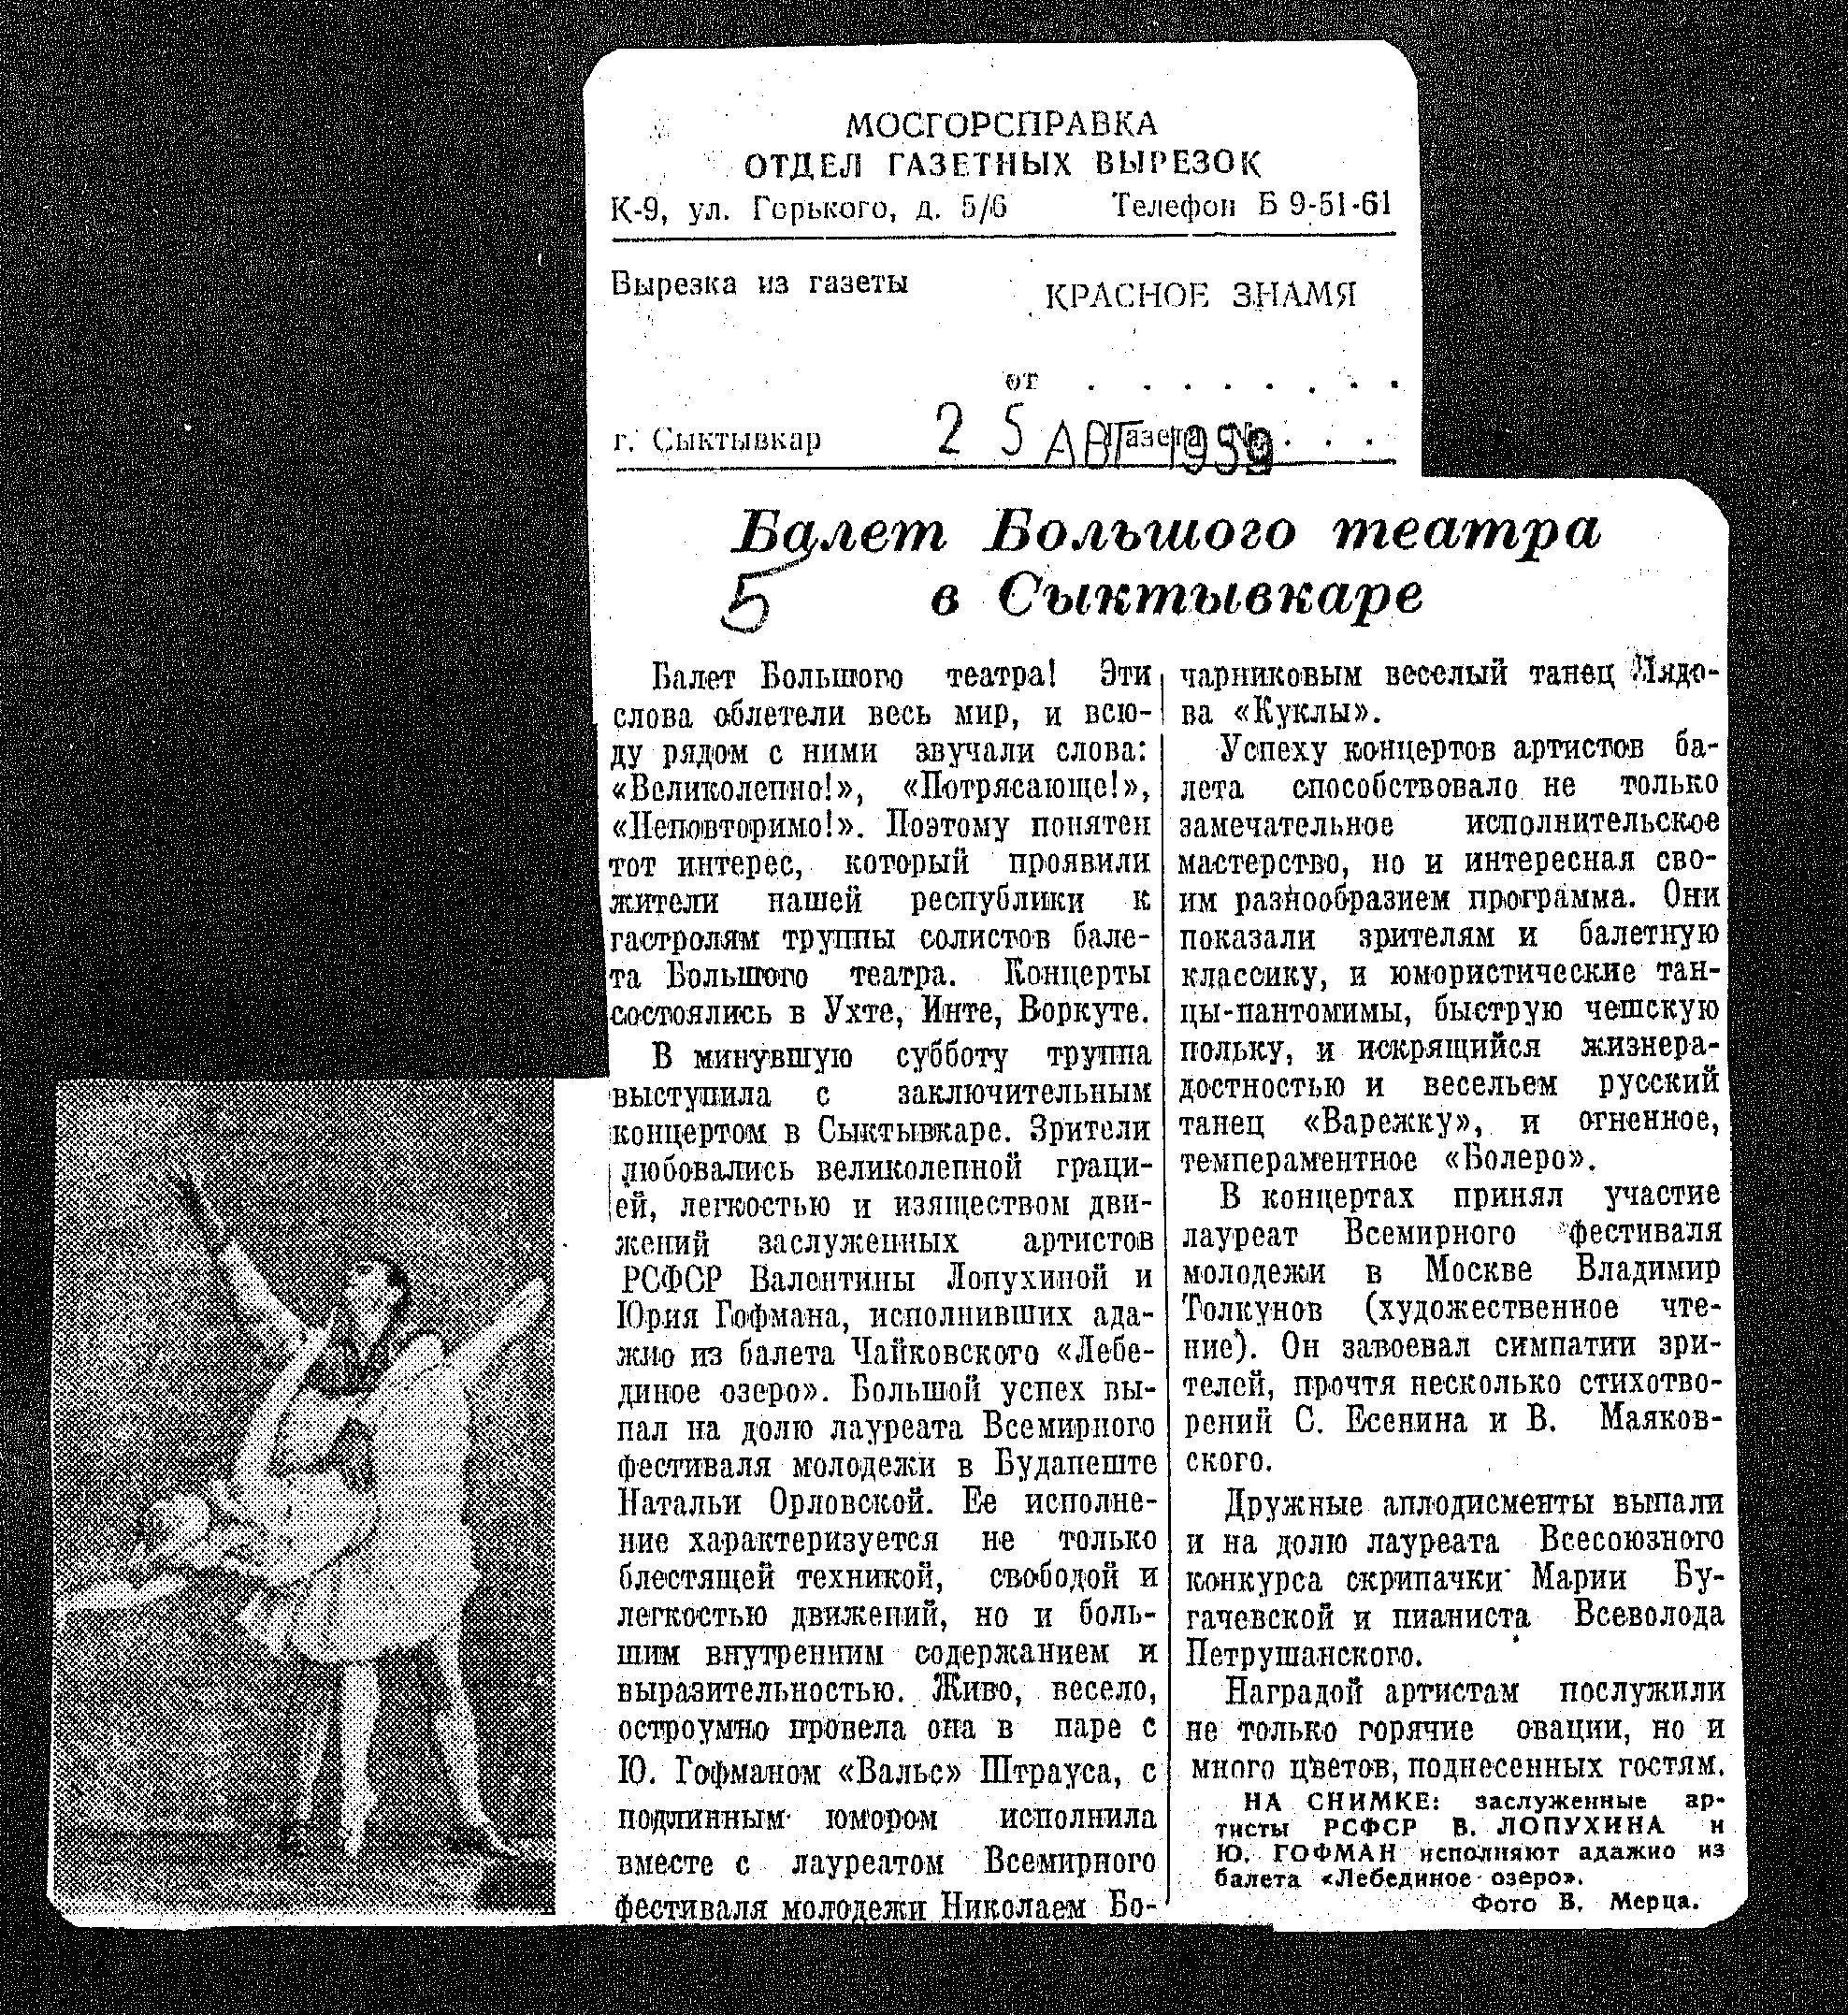 МОСГОРСПРАВКА
ОТДЕЛ ГАЗЕТНЫХ ВЫРЕЗОК
К-9, ул. Горького, д. 5/6 Телефон Б 9-51-61
Вырезка из газеты
КРАСНОЕ ЗНАМЯ
от . . . . . . . . .
г. Сыктывкар 25 АВГ 1959 Газета № . . .
Балет Большого театра
5 в Сыктывкаре
Балет Большого театра! Эти
слова облетели весь мир, и всю-
ду рядом с ними звучали слова:
«Великолепно!», «Потрясающе!»,
«Неповторимо!». Поэтому понятен
тот интерес, который проявили
жители нашей республики к
гастролям труппы солистов бале-
та Большого театра. Концерты
состоялись в Ухте, Инте, Воркуте.
В минувшую субботу труппа
выступила с заключительным
концертом в Сыктывкаре. Зрители
любовались великолепной граци-
ей, легкостью и изяществом дви-
жений заслуженных артистов
РСФСР Валентины Лопухиной и
Юрия Гофмана, исполнивших ада-
жио из балета Чайковского «Лебе-
диное озеро». Большой успех вы-
пал на долю лауреата Всемирного
фестиваля молодежи в Будапеште
Натальи Орловской. Ее исполне-
ние характеризуется не только
блестящей техникой, свободой и
легкостью движений, но и боль-
шим внутренним содержанием и
выразительностью. Живо, весело,
остроумно провела она в паре с
Ю. Гофманом «Вальс» Штрауса, с
подлинным юмором исполнила
вместе с лауреатом Всемирного
фестиваля молодежи Николаем Бо-
чарниковым веселый танец Лядо-
ва «Куклы».
Успеху концертов артистов ба-
лета способствовало не только
замечательное исполнительское
мастерство, но и интересная сво-
им разнообразием программа. Они
показали зрителям и балетную
классику, и юмористические тан-
цы-пантомимы, быструю чешскую
польку, и искрящийся жизнера-
достностью и весельем русский
танец «Варежку», и огненное,
темпераментное «Болеро».
В концертах принял участие
лауреат Всемирного фестиваля
молодежи в Москве Владимир
Толкунов (художественное чте-
ние). Он завоевал симпатии зри-
телей, прочтя несколько стихотво-
рений С. Есенина и В. Маяков-
ского.
Дружные аплодисменты выпали
и на долю лауреата Всесоюзного
конкурса скрипачки Марии Бу-
гачевской и пианиста Всеволода
Петрушанского.
Наградой артистам послужили
не только горячие овации, но и
много цветов, поднесенных гостям.
НА СНИМКЕ: заслуженные ар-
тисты РСФСР В. ЛОПУХИНА и
Ю. ГОФМАН исполняют адажио из
балета «Лебединое озеро».
Фото В. Мерца.